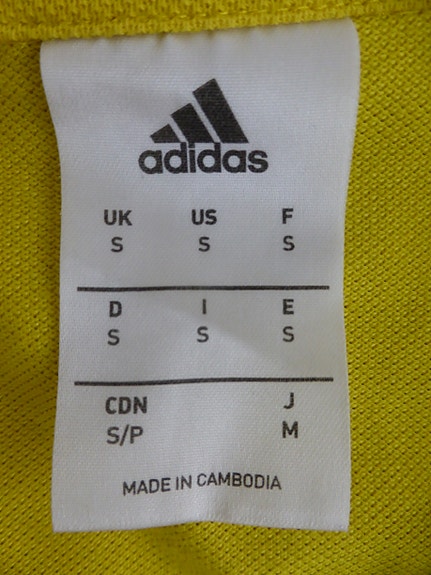 adidas
UK US F
S S S
D I E
S S S
CDN J
S/P M
MADE IN CAMBODIA